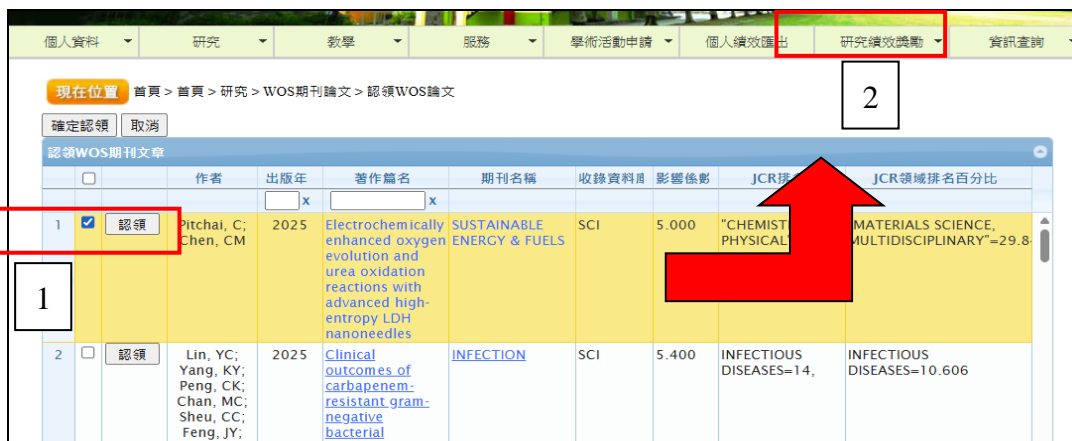 個人資料 研究 教學 服務 學術活動申請 個人績效匯出 研究績效獎勵 資訊查詢
2
現在位置 首頁 > 首頁 > 研究 > WOS期刊論文 > 認領WOS論文
確定認領 取消
認領WOS期刊文章
作者 出版年 著作篇名 期刊名稱 收錄資料庫 影響係數 JCR排名 JCR領域排名百分比
x x
1 認領 Pitchai, C; 2025 Electrochemically SUSTAINABLE SCI 5.000 "CHEMIST MATERIALS SCIENCE,
Chen, CM enhanced oxygen ENERGY & FUELS PHYSICAL" MULTIDISCIPLINARY"=29.8
evolution and
urea oxidation
reactions with
advanced high-
entropy LDH
nanoneedles
1
2 認領 Lin, YC; 2025 Clinical INFECTION SCI 5.400 INFECTIOUS INFECTIOUS
Yang, KY; outcomes of DISEASES=14, DISEASES=10.606
Peng, CK; carbapenem-
Chan, MC; resistant gram-
Sheu, CC; negative
Feng, JY; bacterial